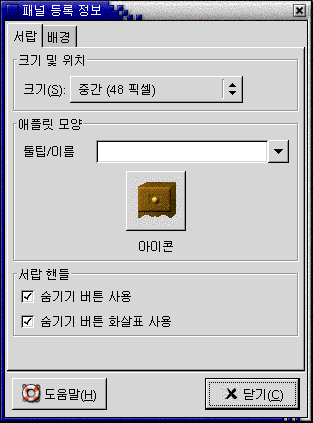 패널 등록 정보
서랍 배경
크기 및 위치
크기(S): 중간 (48 픽셀)
애플릿 모양
툴팁/이름
아이콘
서랍 핸들
숨기기 버튼 사용
숨기기 버튼 화살표 사용
도움말(H) 닫기(C)